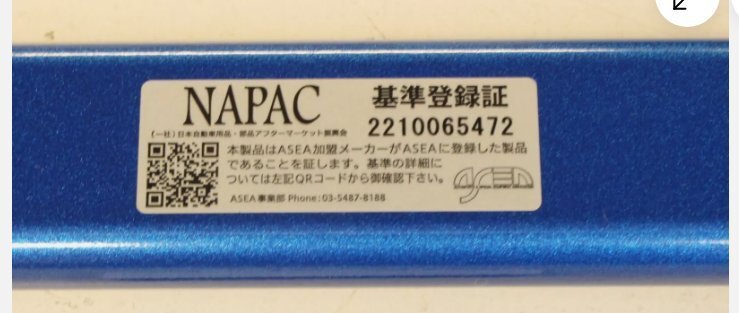 NAPAC
(一社)日本自動車用品・部品アフターマーケット振興会
基準登録証
2210065472
本製品はASEA加盟メーカーがASEAに登録した製品
であることを証します。基準の詳細に
ついては左記QRコードから御確認下さい。
ASEA事業部 Phone:03-5487-8188
ASEA